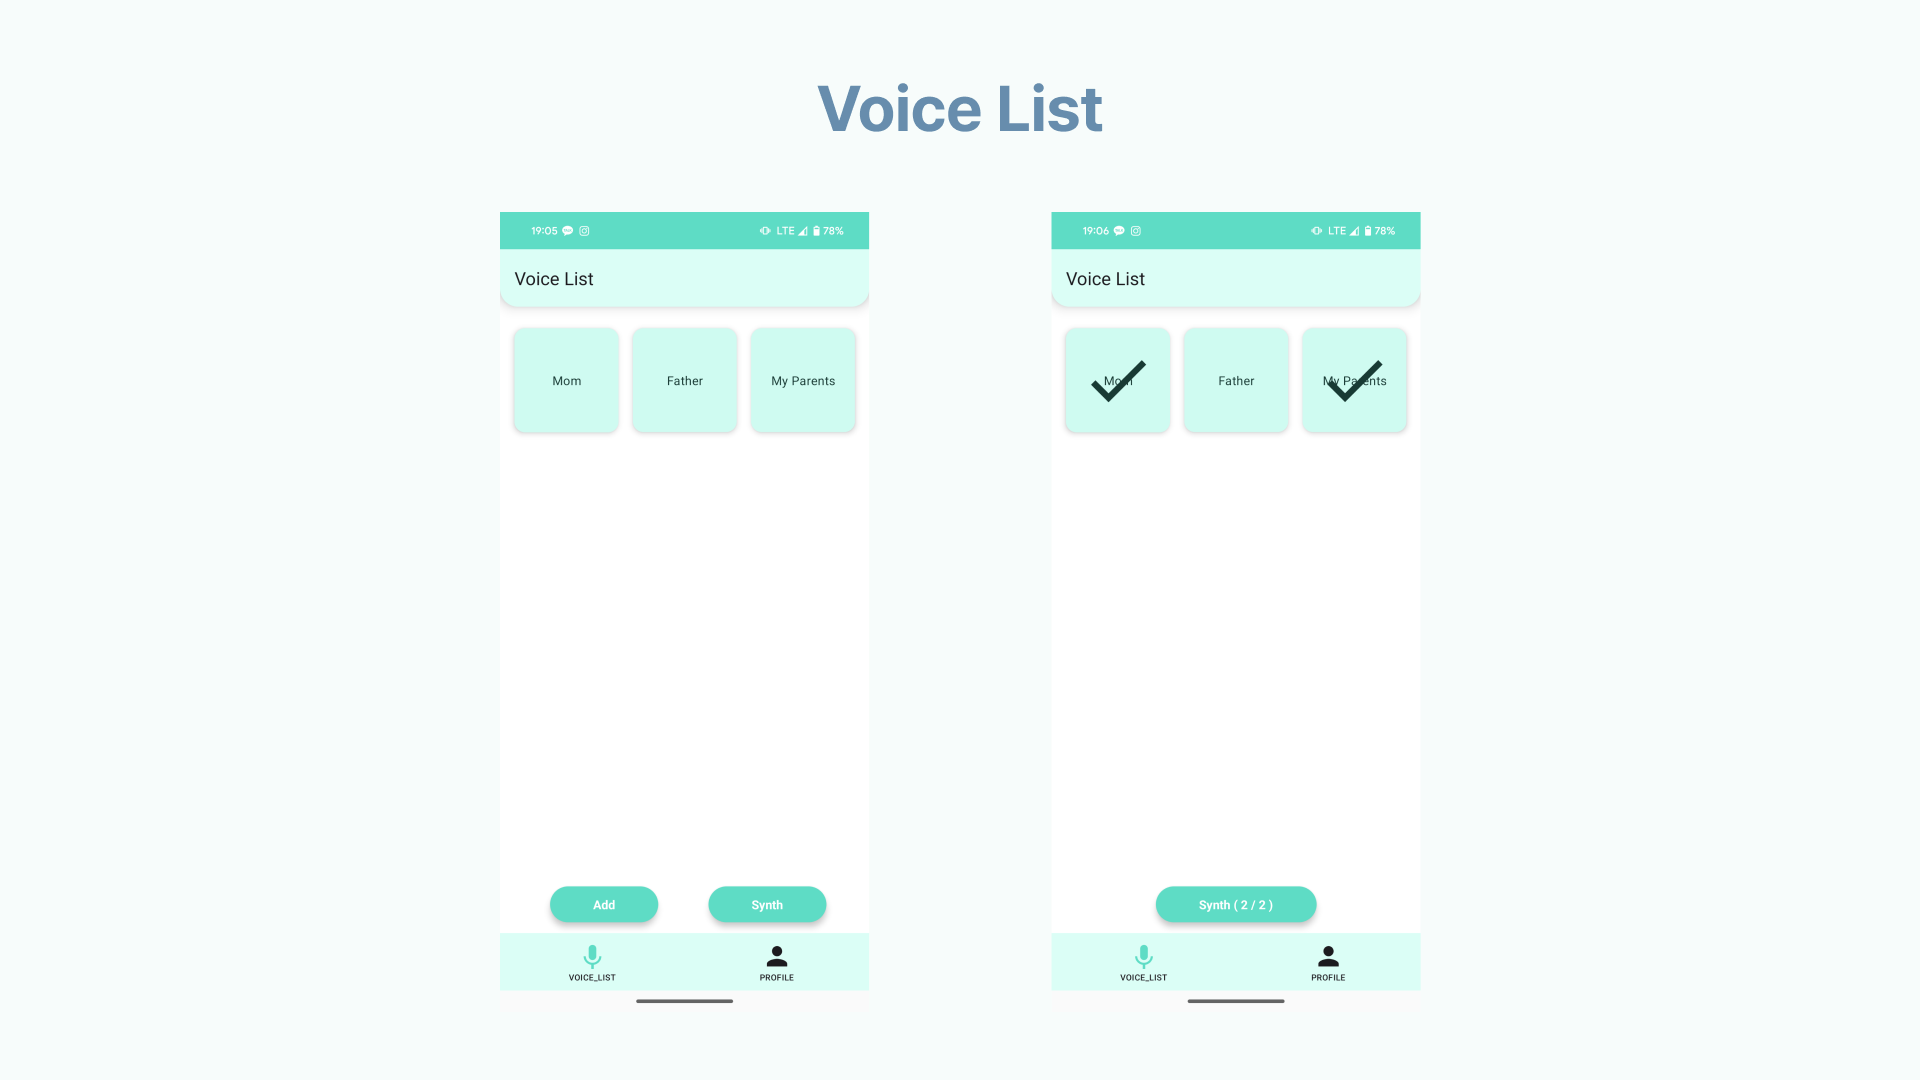 Voice List
19:05 LTE 78%
Voice List
Mom Father My Parents
Add Synth
VOICE_LIST PROFILE
19:06 LTE 78%
Voice List
Mom Father My Parents
Synth ( 2 / 2 )
VOICE_LIST PROFILE